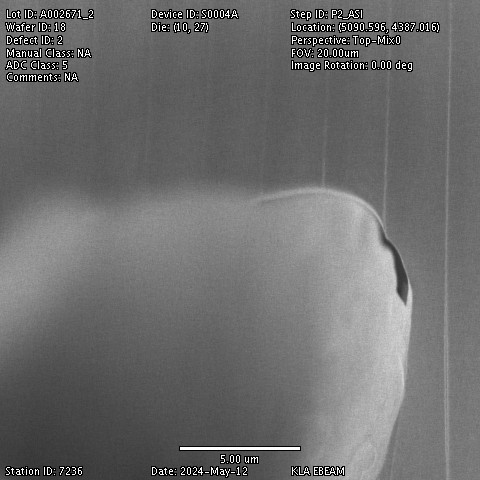 Lot ID: A002671_2
Wafer ID: 18
Defect ID: 2
Manual Class: NA
ADC Class: 5
Comments: NA
Device ID: S0004A
Die: (10, 27)
Step ID: P2_ASI
Location: (5090.596, 4387.016)
Perspective: Top-Mix0
FOV: 20.00um
Image Rotation: 0.00 deg
5.00 um
Station ID: 7236
Date: 2024-May-12
KLA EBEAM